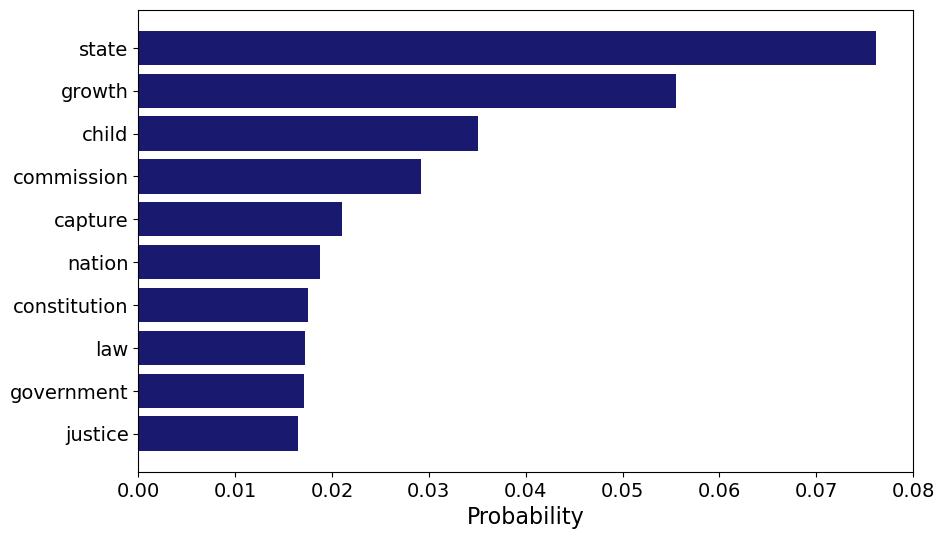 state
growth
child
commission
capture
nation
constitution
law
government
justice
0.00 0.01 0.02 0.03 0.04 0.05 0.06 0.07 0.08
Probability